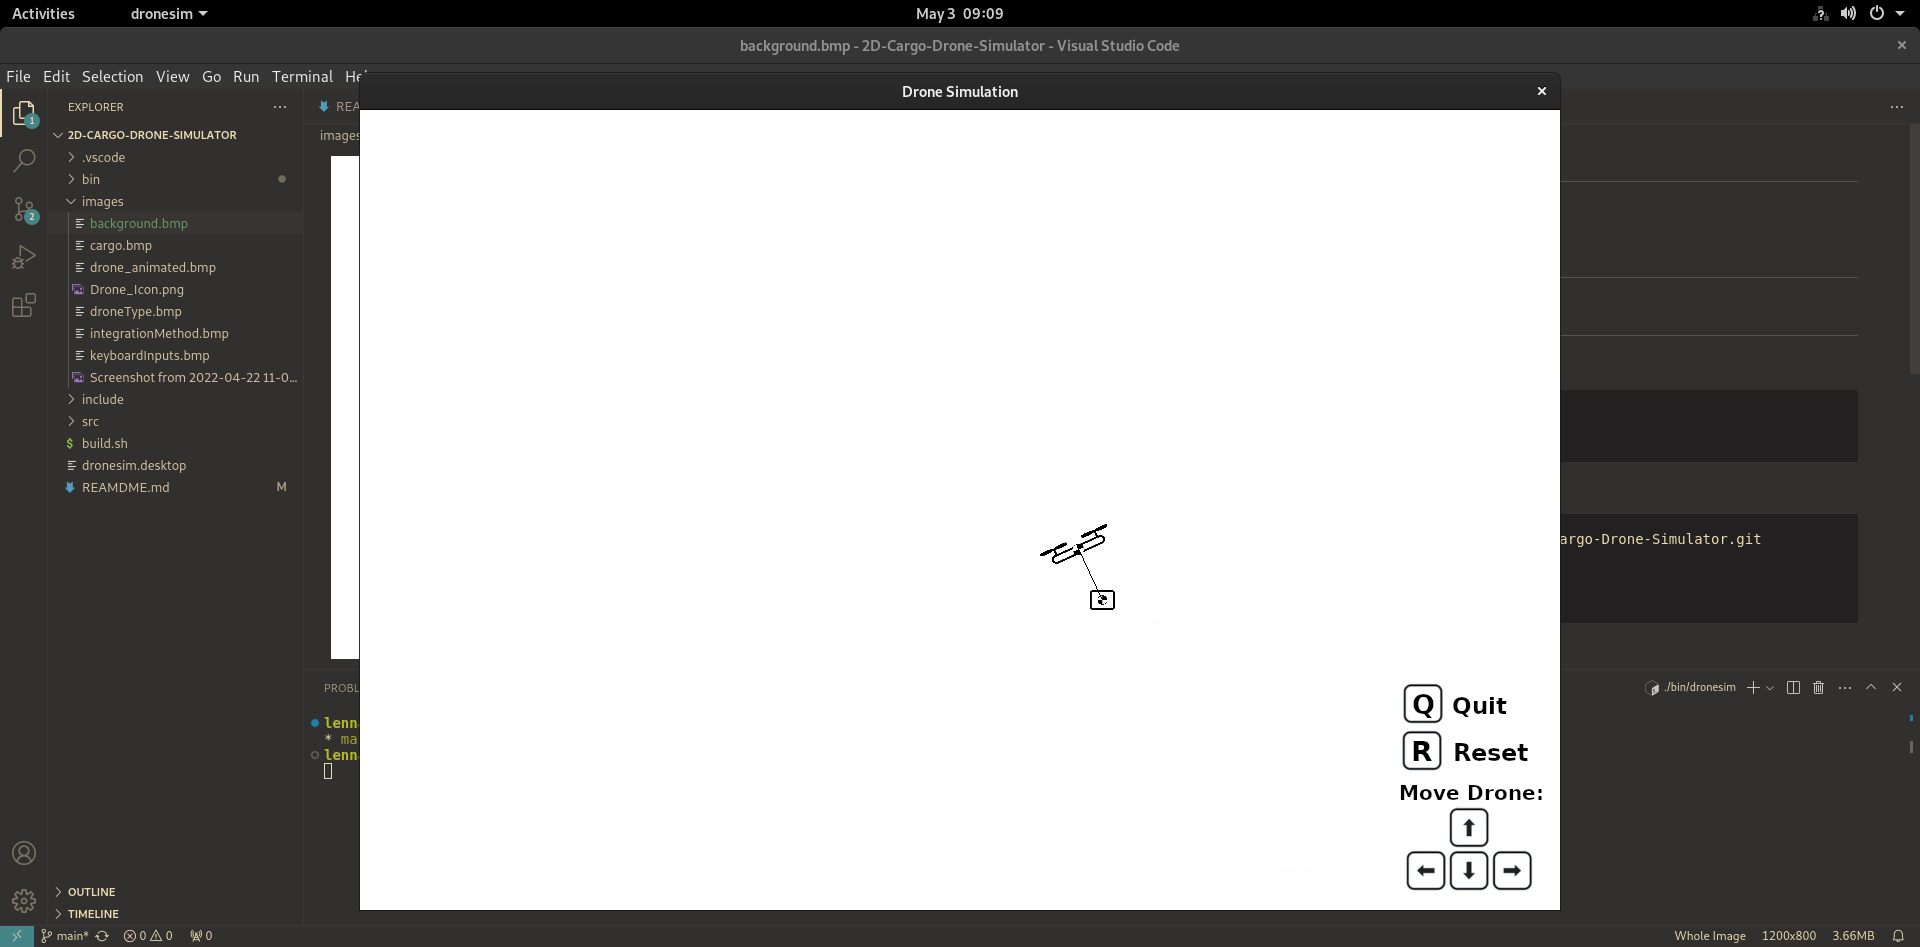 Activities
dronesim
May 3 09:09
background.bmp - 2D-Cargo-Drone-Simulator - Visual Studio Code
File Edit Selection View Go Run Terminal He
Drone Simulation
EXPLORER
REA
2D-CARGO-DRONE-SIMULATOR
images
.vscode
bin
images
background.bmp
cargo.bmp
drone_animated.bmp
Drone_Icon.png
droneType.bmp
integrationMethod.bmp
keyboardInputs.bmp
Screenshot from 2022-04-22 11-0...
include
src
$ build.sh
dronesim.desktop
REAMDME.md M
1
2
argo-Drone-Simulator.git
PROBL
./bin/dronesim
lenn
* ma
lenn
Q Quit
R Reset
Move Drone:
OUTLINE
TIMELINE
main* 0 0 0
Whole Image 1200x800 3.66MB